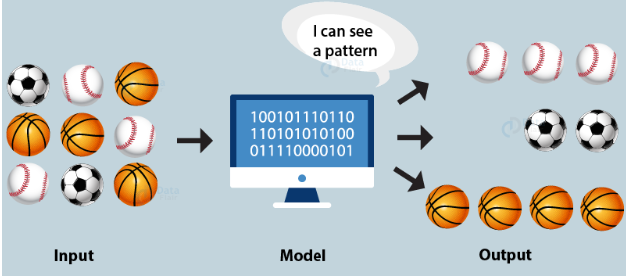 I can see
a pattern
100101110110
110101010100
011110000101
Input
Model
Output